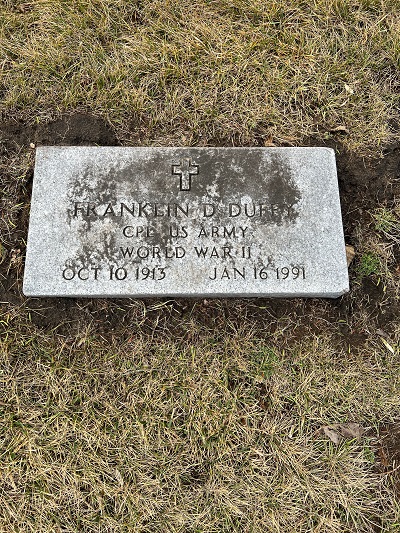 FRANKLIN D DUFFY
CPL US ARMY
WORLD WAR II
OCT 10 1913 JAN 16 1991